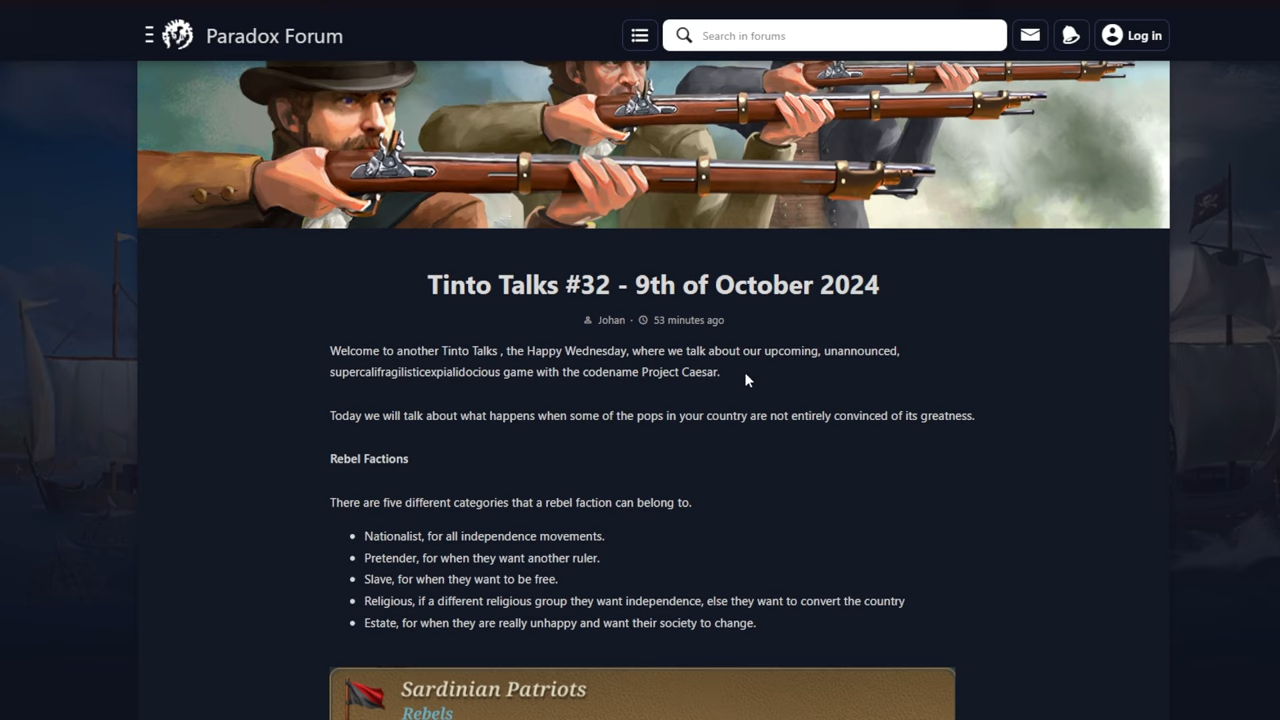 Paradox Forum
Search in forums
Log in
Tinto Talks #32 - 9th of October 2024
Johan · 53 minutes ago
Welcome to another Tinto Talks , the Happy Wednesday, where we talk about our upcoming, unannounced,
supercalifragilisticexpialidocious game with the codename Project Caesar.
Today we will talk about what happens when some of the pops in your country are not entirely convinced of its greatness.
Rebel Factions
There are five different categories that a rebel faction can belong to.
• Nationalist, for all independence movements.
• Pretender, for when they want another ruler.
• Slave, for when they want to be free.
• Religious, if a different religious group they want independence, else they want to convert the country
• Estate, for when they are really unhappy and want their society to change.
Sardinian Patriots
Rebels